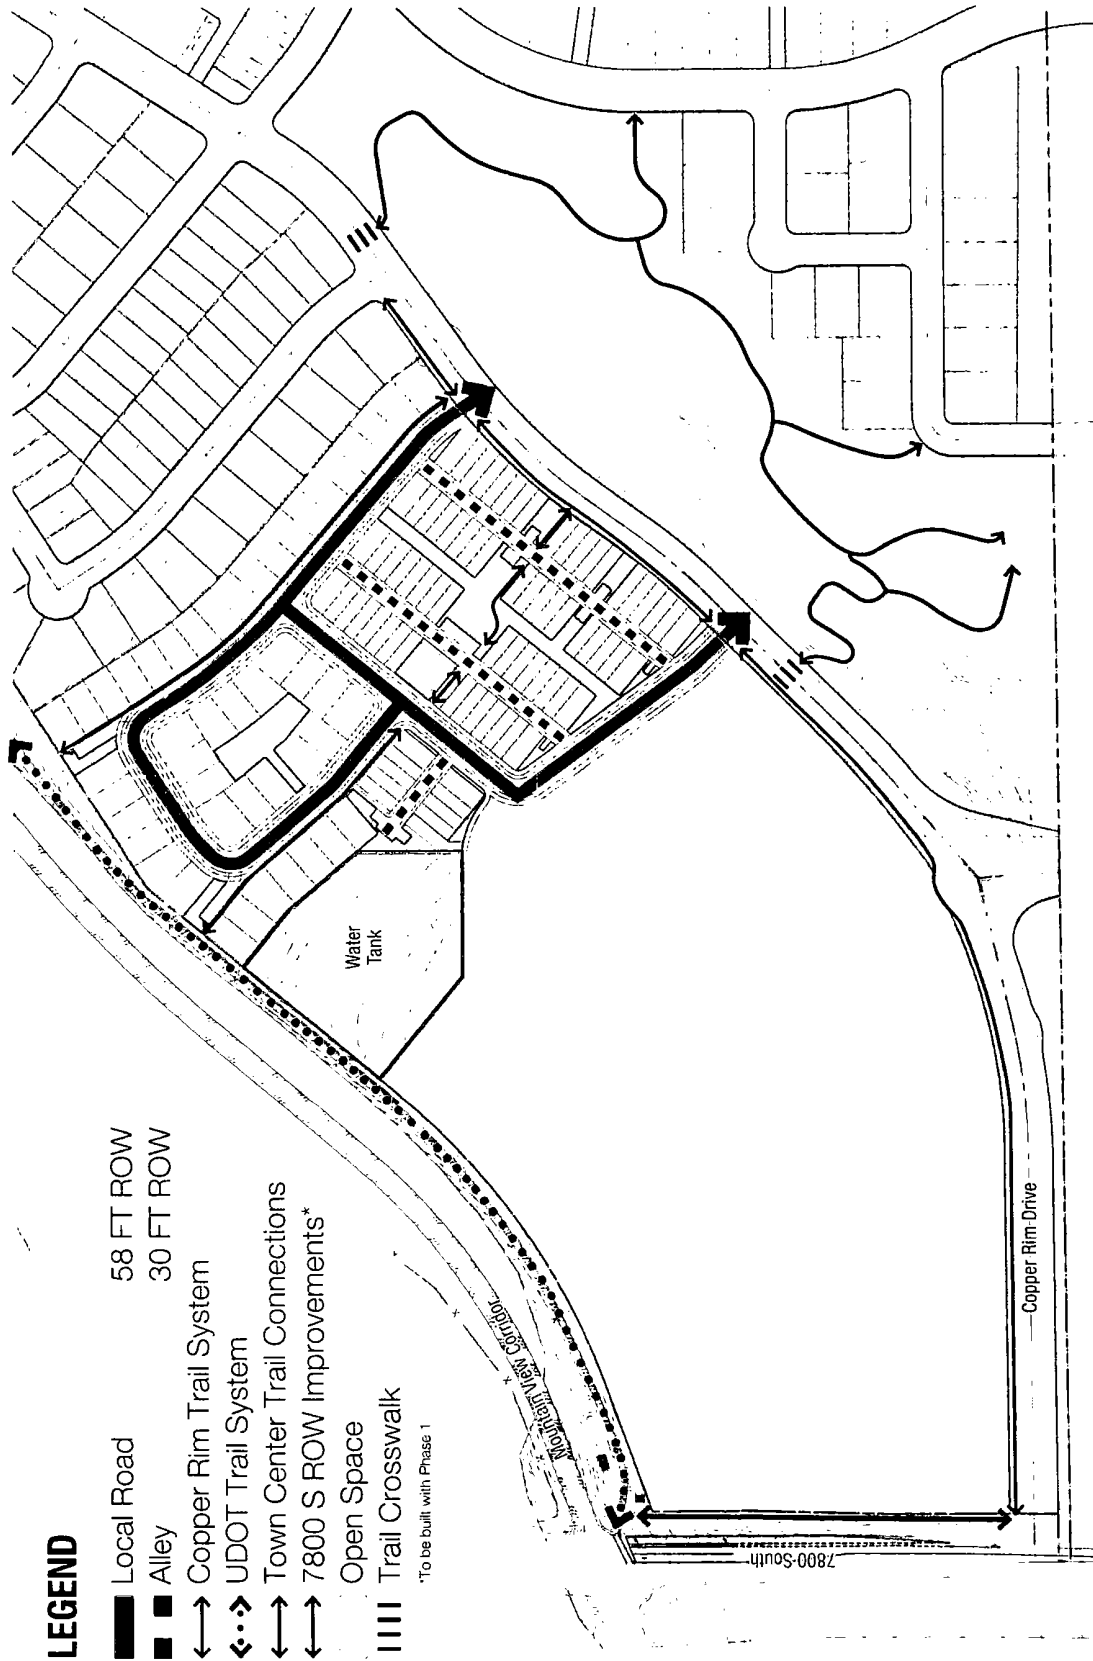 LEGEND
Local Road 58 FT ROW
Alley 30 FT ROW
Copper Rim Trail System
UDOT Trail System
Town Center Trail Connections
7800 S ROW Improvements*
Open Space
Trail Crosswalk
*To be built with Phase 1
Water
Tank
Mountain View Corridor
Copper Rim Drive
7800 South